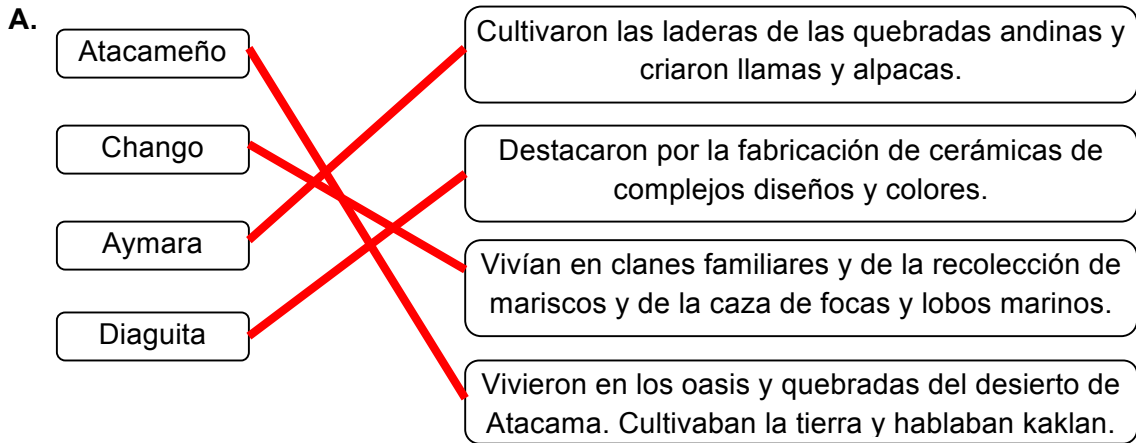 A.
Atacameño
Chango
Aymara
Diaguita
Cultivaron las laderas de las quebradas andinas y
criaron llamas y alpacas.
Destacaron por la fabricación de cerámicas de
complejos diseños y colores.
Vivían en clanes familiares y de la recolección de
mariscos y de la caza de focas y lobos marinos.
Vivieron en los oasis y quebradas del desierto de
Atacama. Cultivaban la tierra y hablaban kaklan.